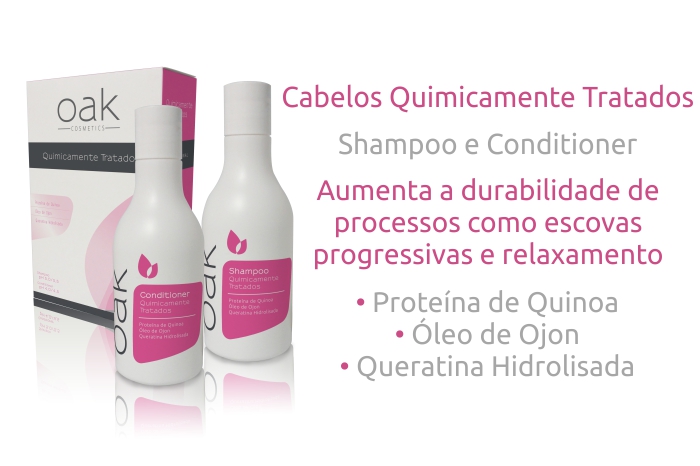 oak
COSMETICS
Quimicamente Tratado
oak
Conditioner
Quimicamente
Tratados
Proteína de Quinoa
Óleo de Ojon
Queratina Hidrolisada
oak
Shampoo
Quimicamente
Tratados
Proteína de Quinoa
Óleo de Ojon
Queratina Hidrolisada
Cabelos Quimicamente Tratados
Shampoo e Conditioner
Aumenta a durabilidade de
processos como escovas
progressivas e relaxamento
• Proteína de Quinoa
• Óleo de Ojon
• Queratina Hidrolisada